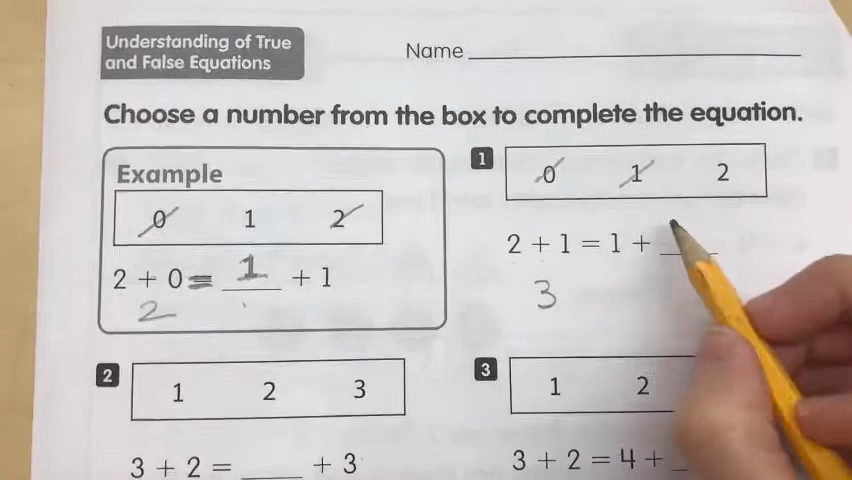 Understanding of True
and False Equations
Name
Choose a number from the box to complete the equation.
Example
0 1 2
2 + 0 = 1 + 1
2
1
0 1 2
2 + 1 = 1 +
3
2
1 2 3
3 + 2 = ____ + 3
3
1 2
3 + 2 = 4 +